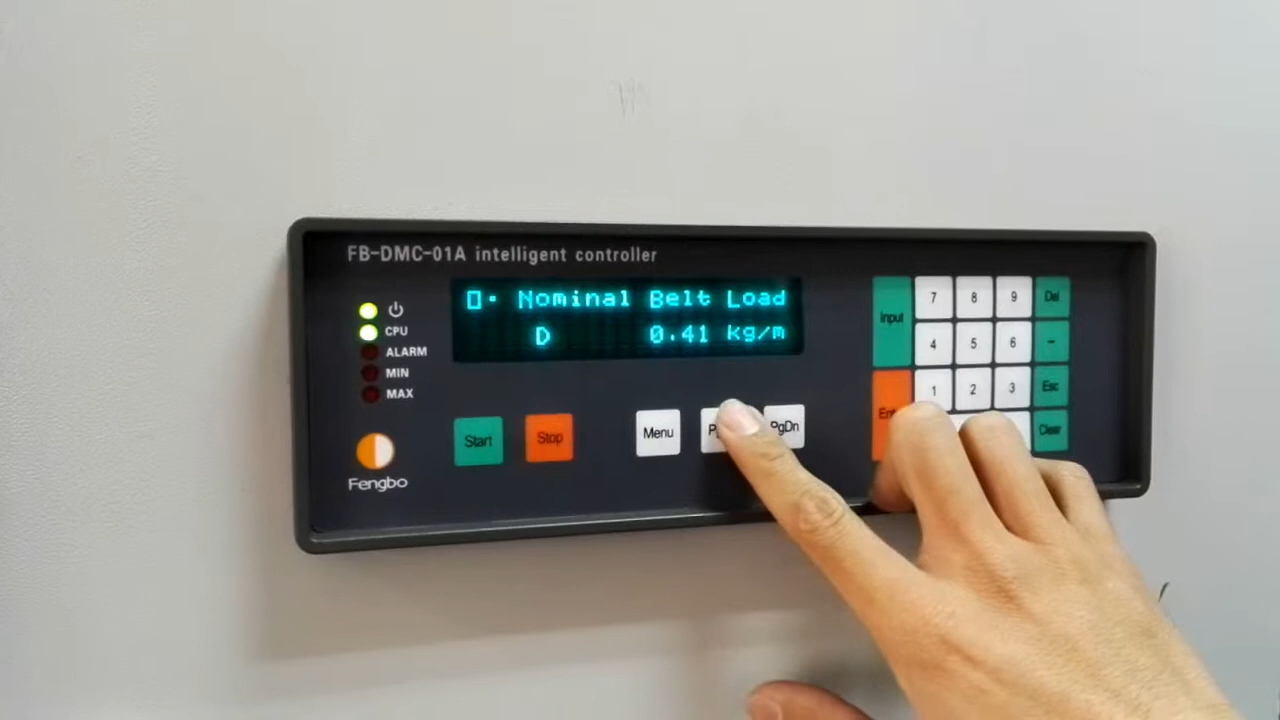 FB-DMC-01A intelligent controller
Nominal Belt Load
D 0.41 kg/m
CPU
ALARM
MIN
MAX
Fengbo
Start
Stop
Menu
PgDn
Input
7 8 9 Del
4 5 6 -
1 2 3 Esc
Clear